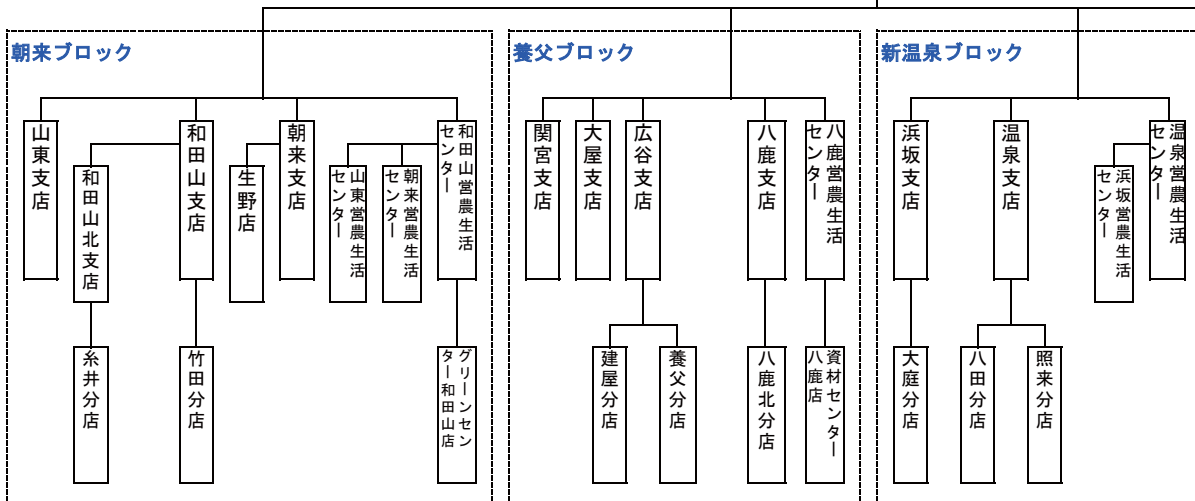 朝来ブロック
山東支店
和田山北支店
糸井分店
和田山支店
竹田分店
生野店
朝来支店
山東営農生活
センター
朝来営農生活
センター
和田山営農生活
センター
グリーンセン
ター和田山店
養父ブロック
関宮支店
大屋支店
広谷支店
建屋分店
養父分店
八鹿支店
八鹿北分店
八鹿営農生活
センター
資材センター
八鹿店
新温泉ブロック
浜坂支店
大庭分店
温泉支店
八田分店
照来分店
浜坂営農生活
センター
温泉営農生活
センター